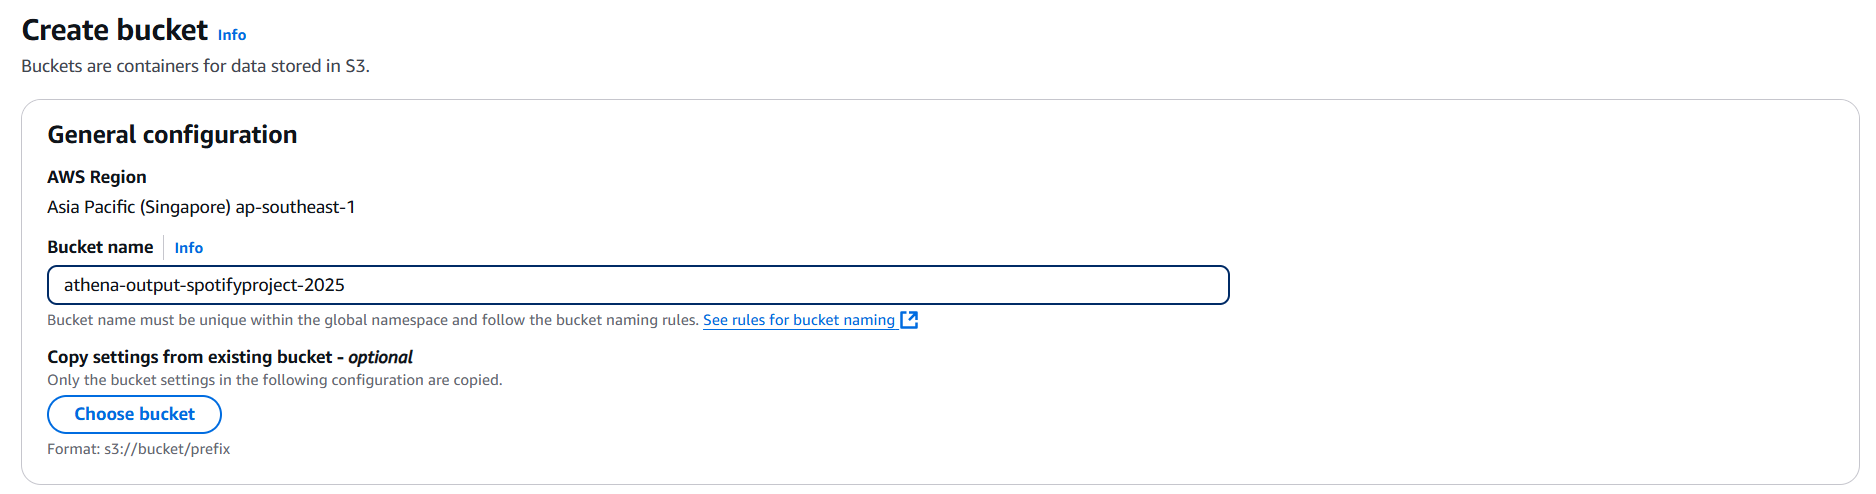 Create bucket Info
Buckets are containers for data stored in S3.
General configuration
AWS Region
Asia Pacific (Singapore) ap-southeast-1
Bucket name Info
athena-output-spotifyproject-2025
Bucket name must be unique within the global namespace and follow the bucket naming rules. See rules for bucket naming
Copy settings from existing bucket - optional
Only the bucket settings in the following configuration are copied.
Choose bucket
Format: s3://bucket/prefix